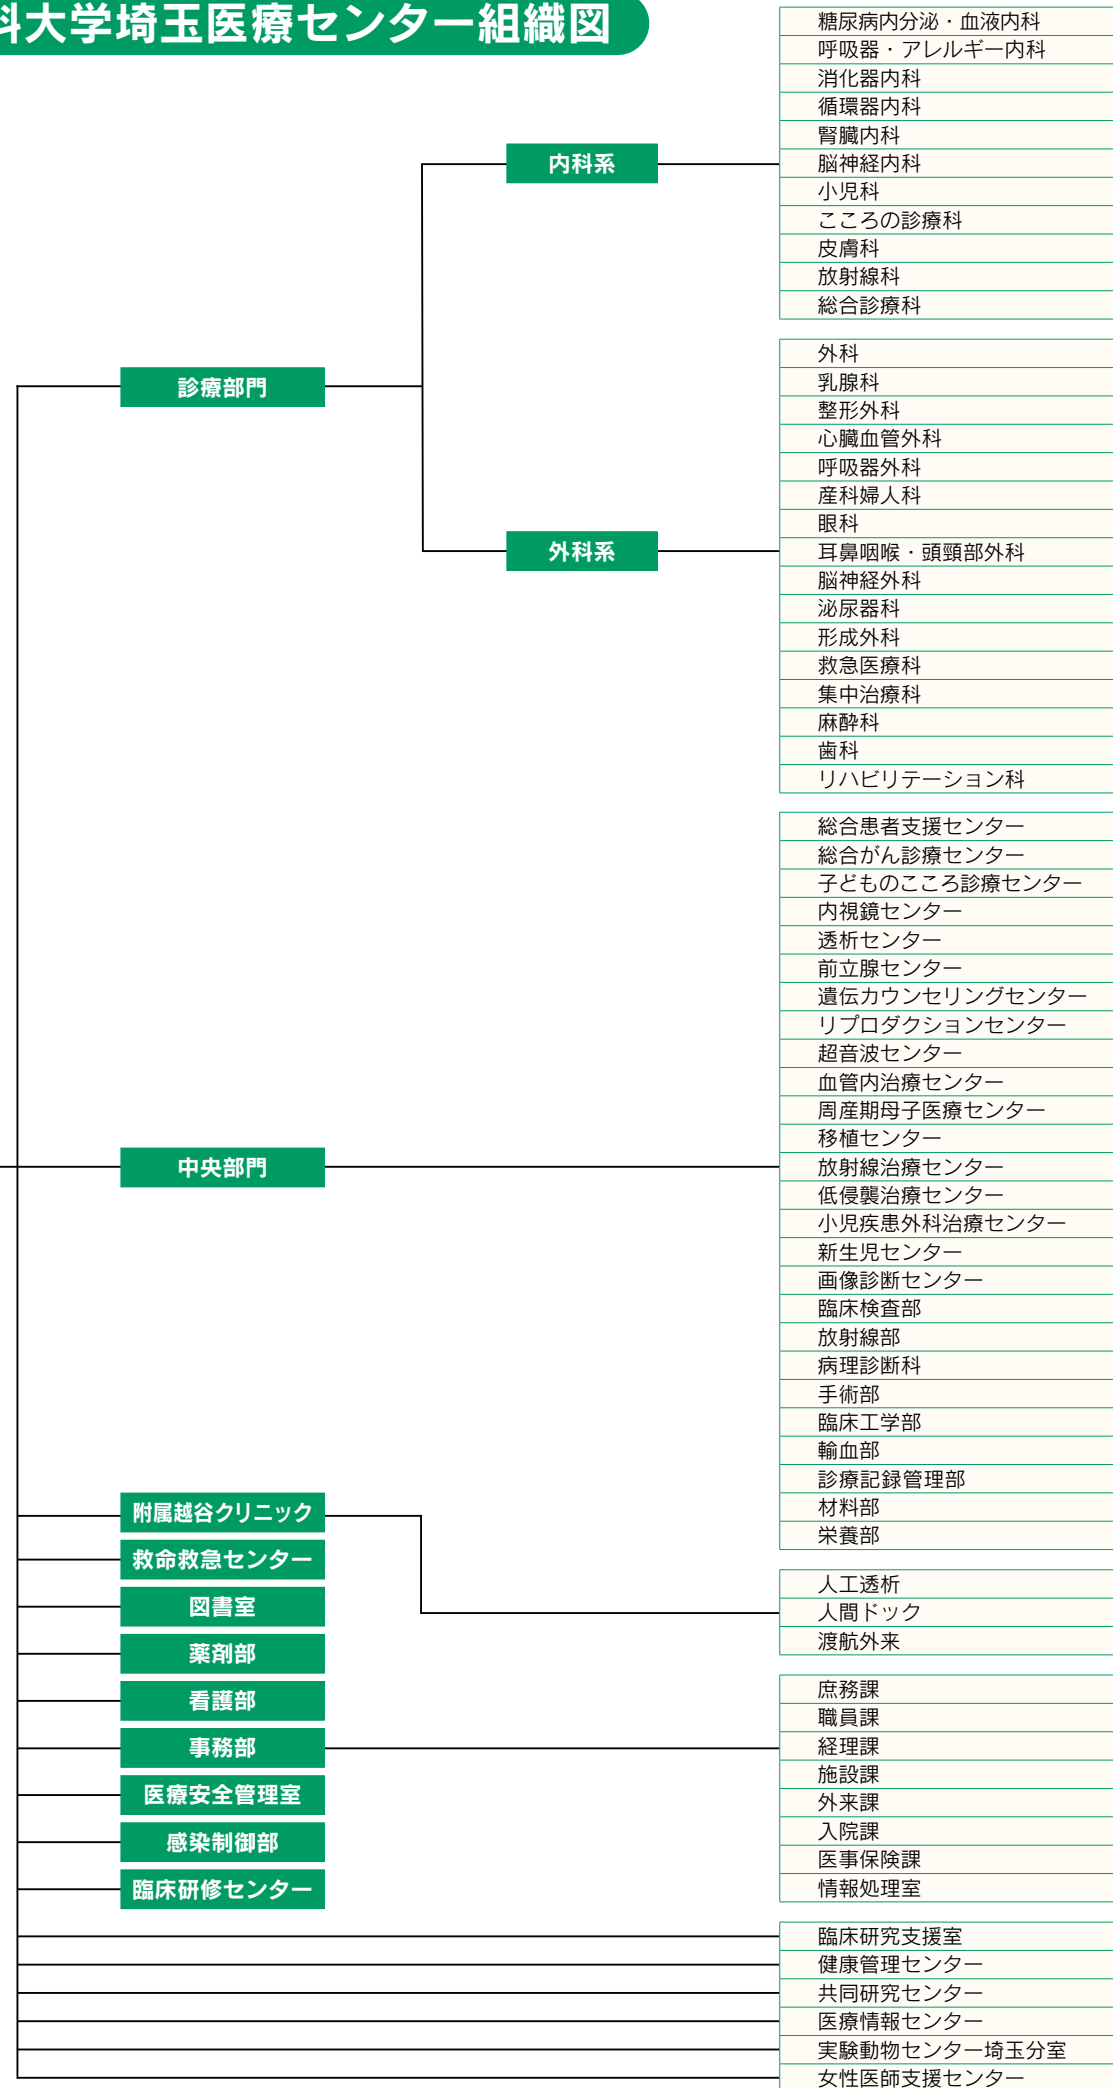 科大学埼玉医療センター組織図
診療部門
内科系
糖尿病内分泌・血液内科
呼吸器・アレルギー内科
消化器内科
循環器内科
腎臓内科
脳神経内科
小児科
こころの診療科
皮膚科
放射線科
総合診療科
外科系
外科
乳腺科
整形外科
心臓血管外科
呼吸器外科
産科婦人科
眼科
耳鼻咽喉・頭頸部外科
脳神経外科
泌尿器科
形成外科
救急医療科
集中治療科
麻酔科
歯科
リハビリテーション科
中央部門
総合患者支援センター
総合がん診療センター
子どものこころ診療センター
内視鏡センター
透析センター
前立腺センター
遺伝カウンセリングセンター
リプロダクションセンター
超音波センター
血管内治療センター
周産期母子医療センター
移植センター
放射線治療センター
低侵襲治療センター
小児疾患外科治療センター
新生児センター
画像診断センター
臨床検査部
放射線部
病理診断科
手術部
臨床工学部
輸血部
診療記録管理部
材料部
栄養部
附属越谷クリニック
人工透析
人間ドック
渡航外来
救命救急センター
図書室
薬剤部
看護部
事務部
庶務課
職員課
経理課
施設課
外来課
入院課
医事保険課
情報処理室
医療安全管理室
感染制御部
臨床研修センター
臨床研究支援室
健康管理センター
共同研究センター
医療情報センター
実験動物センター埼玉分室
女性医師支援センター